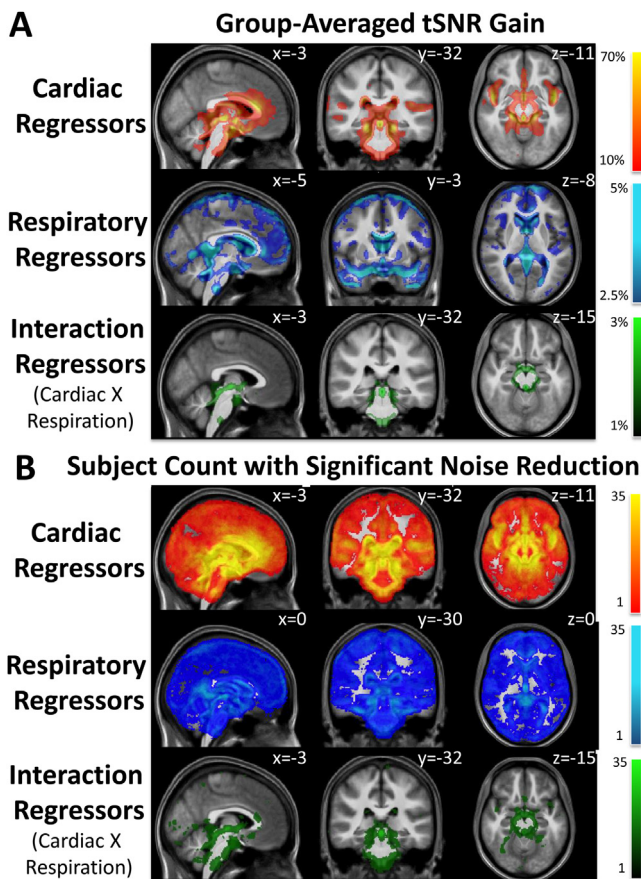 A
Group-Averaged tSNR Gain
Cardiac
Regressors
x=-3
y=-32
z=-11
70%
10%
Respiratory
Regressors
x=-5
y=-3
z=-8
5%
2.5%
Interaction
Regressors
(Cardiac X
Respiration)
x=-3
y=-32
z=-15
3%
1%
B
Subject Count with Significant Noise Reduction
Cardiac
Regressors
x=-3
y=-32
z=-11
35
1
Respiratory
Regressors
x=0
y=-30
z=0
35
1
Interaction
Regressors
(Cardiac X
Respiration)
x=-3
y=-32
z=-15
35
1